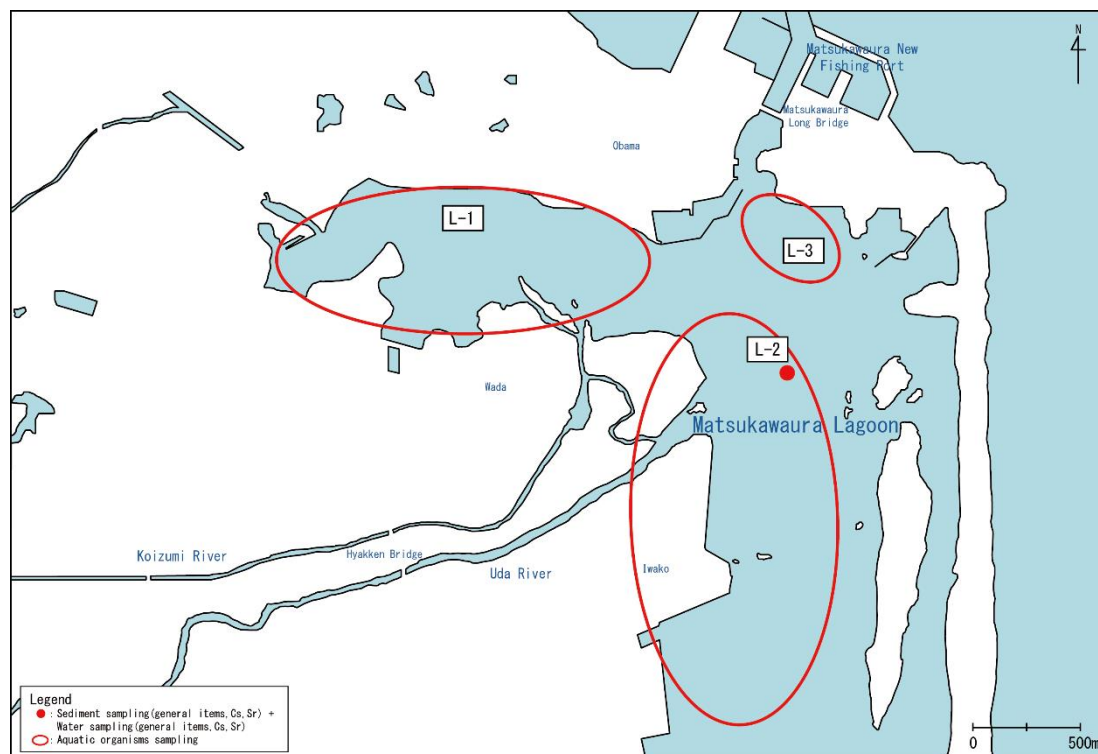 N
Matsukawaura New
Fishing Port
Matsukawaura
Long Bridge
Obama
L-1
L-3
L-2
Wada
Matsukawaura Lagoon
Koizumi River
Hyakken Bridge
Uda River
Iwako
Legend
: Sediment sampling(general items,Cs,Sr) +
Water sampling(general items,Cs,Sr)
: Aquatic organisms sampling
0 500m